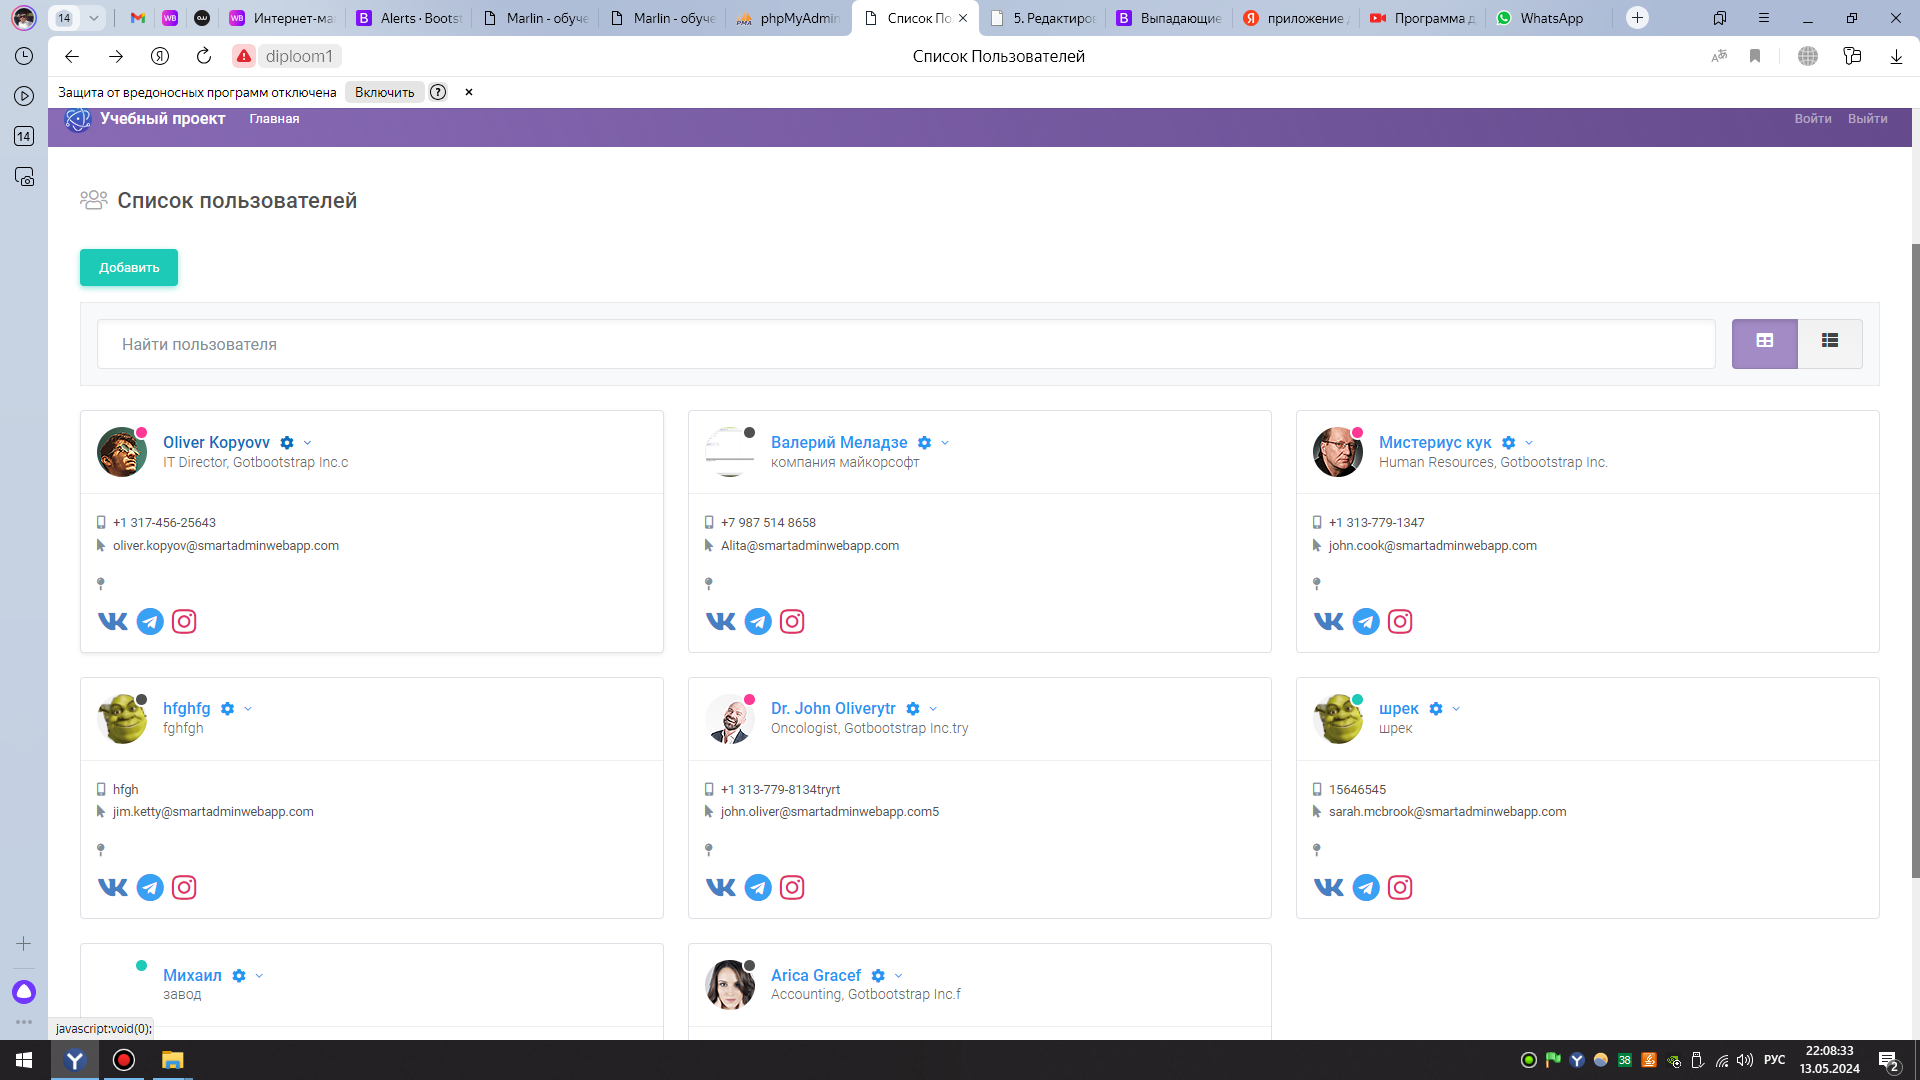 14
Интернет-ма
Alerts · Bootst
Marlin - обуче
Marlin - обуче
phpMyAdmin
Список По
5. Редактиров
Выпадающие
приложение
Программа д
WhatsApp
diploom1
Список Пользователей
Защита от вредоносных программ отключена
Включить
14
Учебный проект
Главная
Войти
Выйти
Список пользователей
Добавить
Найти пользователя
Oliver Kopyovv
IT Director, Gotbootstrap Inc.c
+1 317-456-25643
oliver.kopyov@smartadminwebapp.com
Валерий Меладзе
компания майкорсофт
+7 987 514 8658
Alita@smartadminwebapp.com
Мистериус кук
Human Resources, Gotbootstrap Inc.
+1 313-779-1347
john.cook@smartadminwebapp.com
hfghfg
fghfgh
hfgh
jim.ketty@smartadminwebapp.com
Dr. John Oliverytr
Oncologist, Gotbootstrap Inc.try
+1 313-779-8134tryrt
john.oliver@smartadminwebapp.com5
шрек
шрек
15646545
sarah.mcbrook@smartadminwebapp.com
Михаил
завод
Arica Gracef
Accounting, Gotbootstrap Inc.f
javascript:void(0);
38
РУС
22:08:33
13.05.2024
2